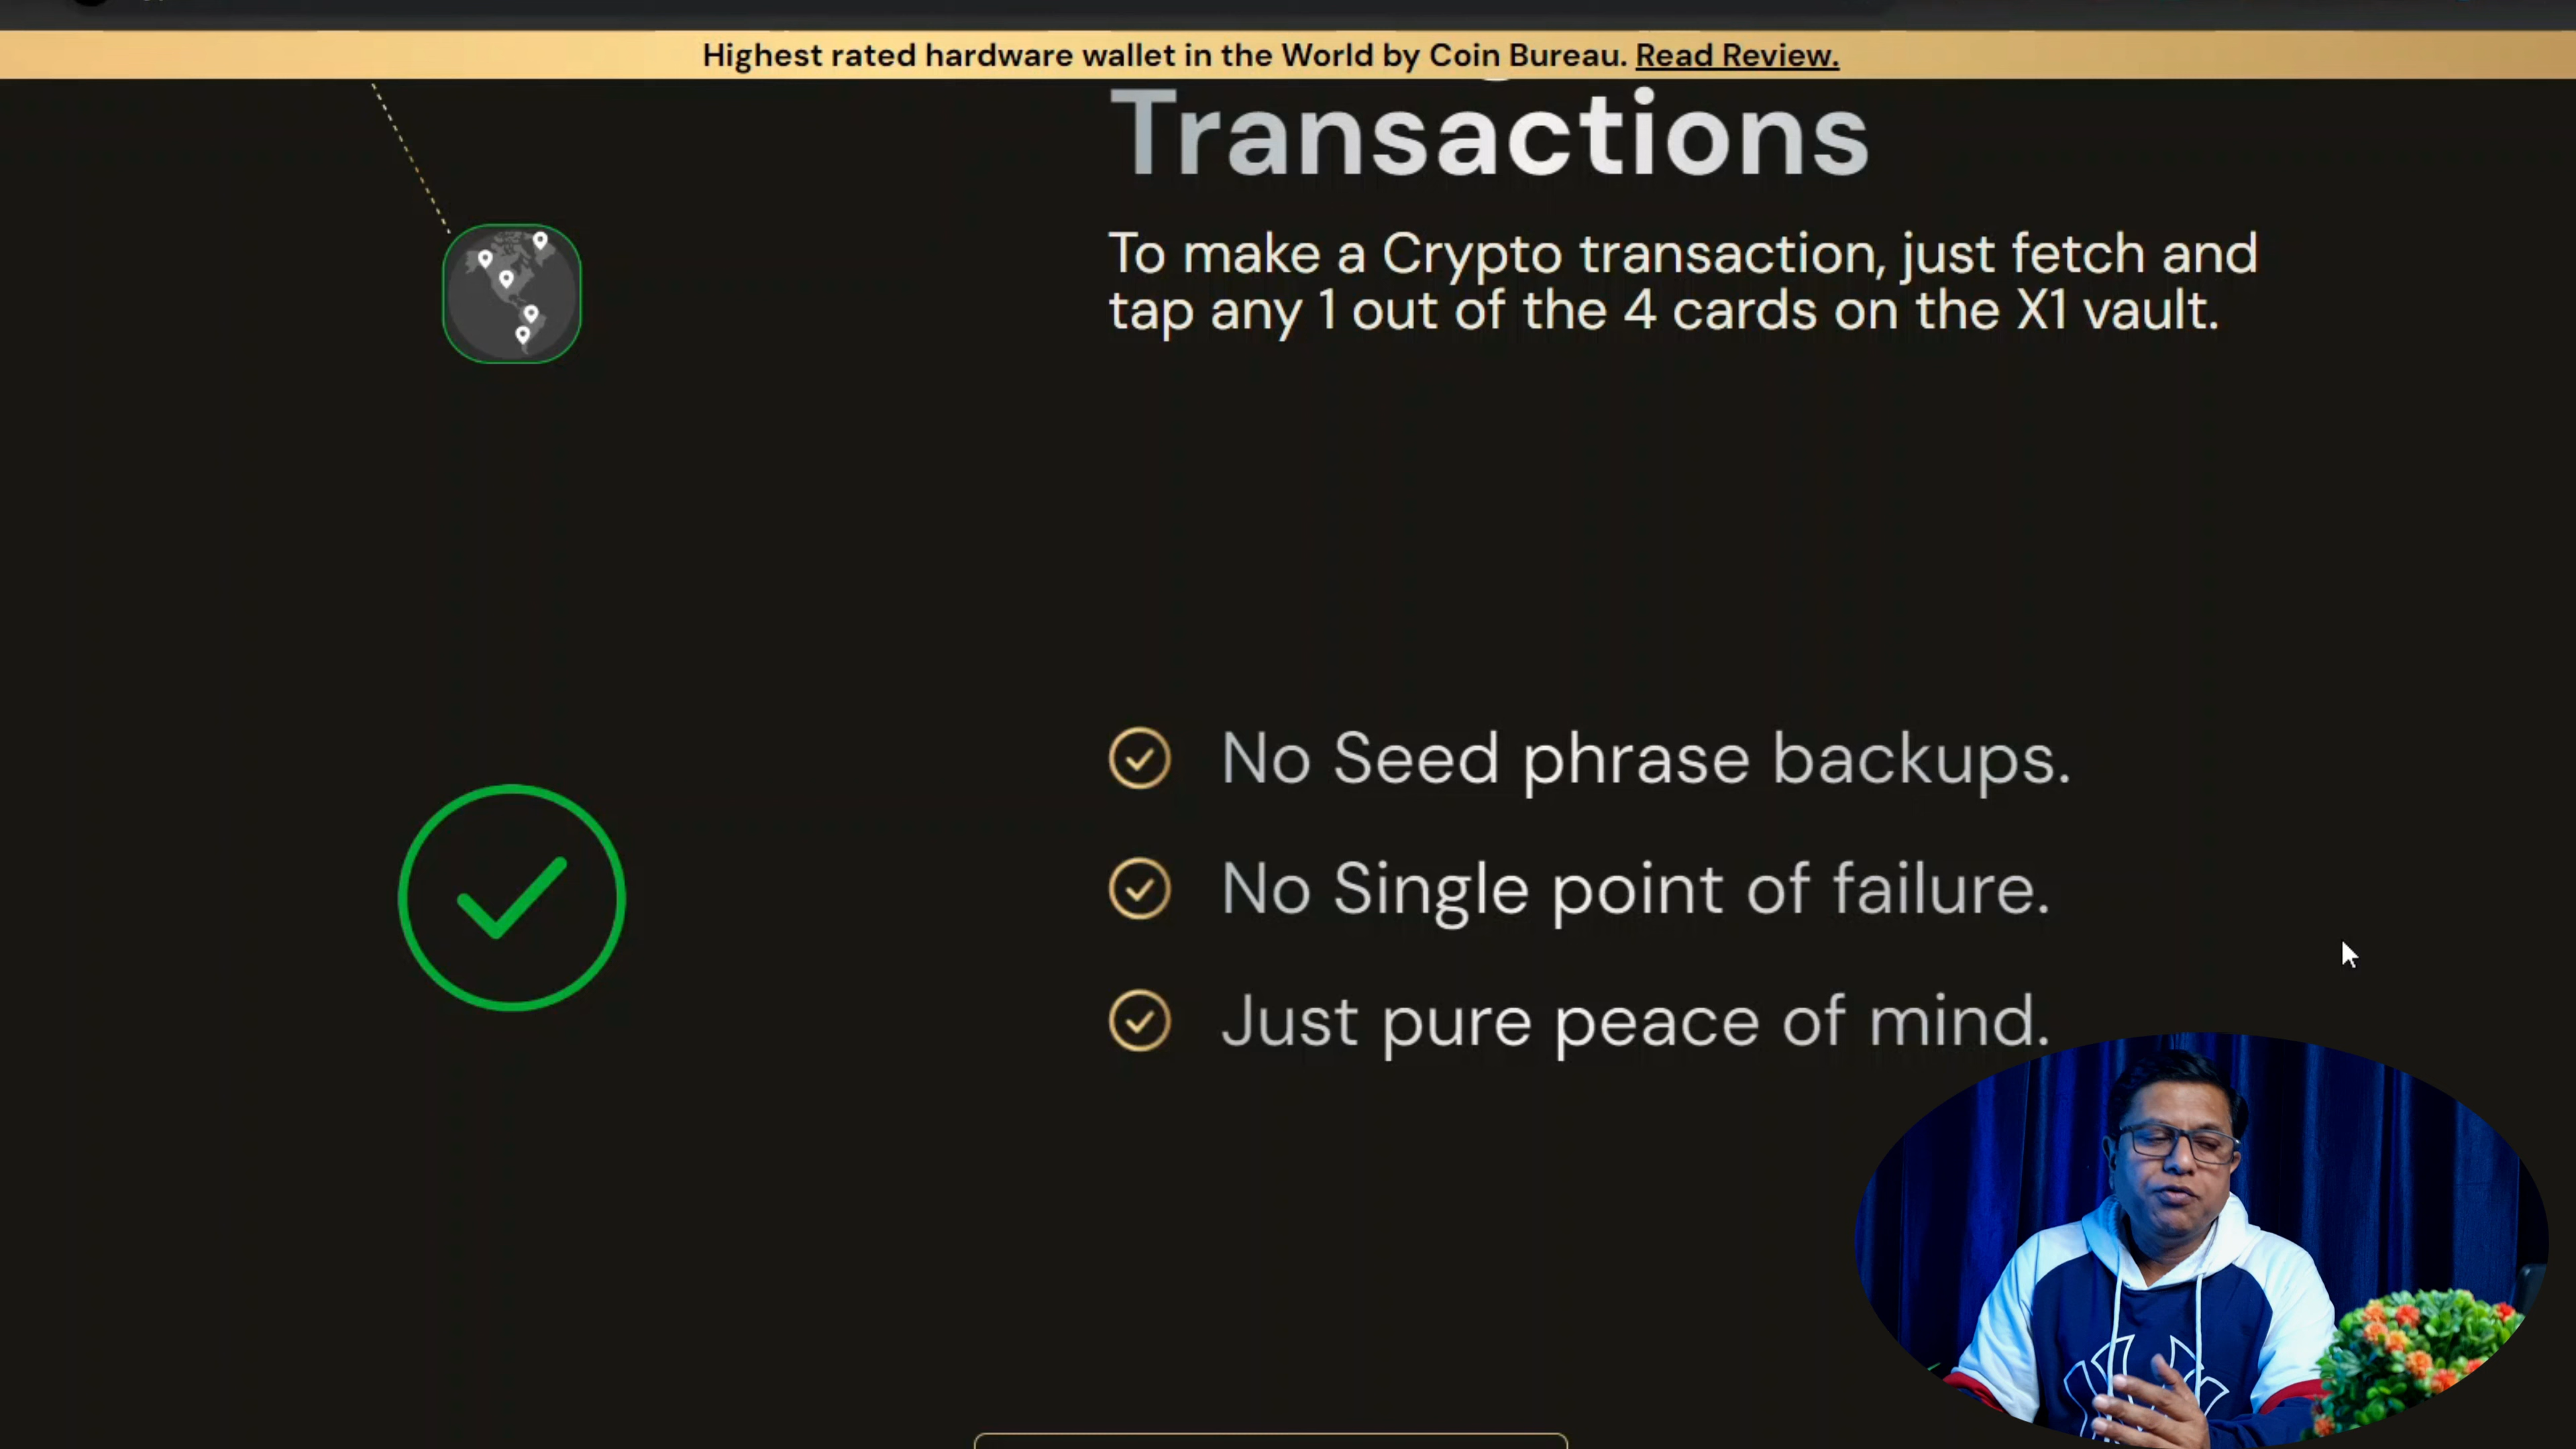 Highest rated hardware wallet in the World by Coin Bureau. Read Review.
Transactions
To make a Crypto transaction, just fetch and
tap any 1 out of the 4 cards on the X1 vault.
No Seed phrase backups.
No Single point of failure.
Just pure peace of mind.